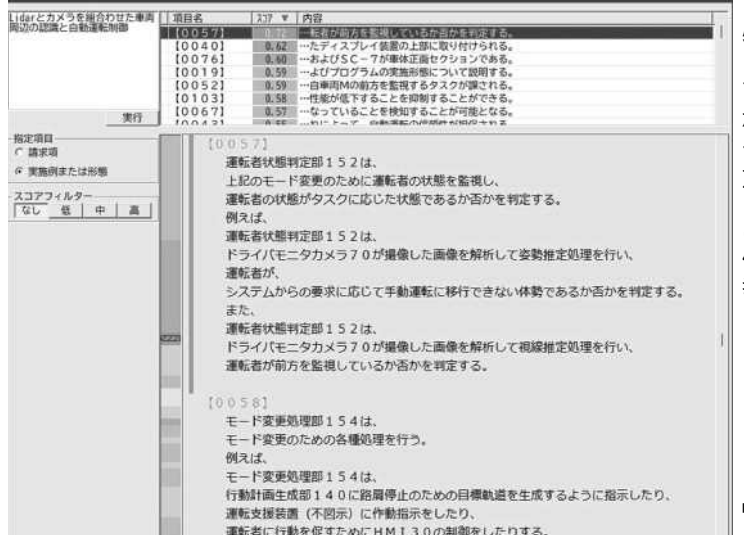 Lidarとカメラを組合わせた車両
周辺の認識と自動運転制御
実行
指定項目
請求項
実施例または形態
スコアフィルター
なし 低 中 高
項目名 スコア ▼ 内容
【0057】 0.72 …転者が前方を監視しているか否かを判定する。
【0040】 0.62 …たディスプレイ装置の上部に取り付けられる。
【0076】 0.60 …およびSC－7が車体正面セクションである。
【0019】 0.59 …よびプログラムの実施形態について説明する。
【0052】 0.59 …自車両Mの前方を監視するタスクが課される。
【0103】 0.58 …性能が低下することを抑制することができる。
【0067】 0.57 …なっていることを検知することが可能となる。
【0057】
運転者状態判定部１５２は、
上記のモード変更のために運転者の状態を監視し、
運転者の状態がタスクに応じた状態であるか否かを判定する。
例えば、
運転者状態判定部１５２は、
ドライバモニタカメラ７０が撮像した画像を解析して姿勢推定処理を行い、
運転者が、
システムからの要求に応じて手動運転に移行できない体勢であるか否かを判定する。
また、
運転者状態判定部１５２は、
ドライバモニタカメラ７０が撮像した画像を解析して視線推定処理を行い、
運転者が前方を監視しているか否かを判定する。
【0058】
モード変更処理部１５４は、
モード変更のための各種処理を行う。
例えば、
モード変更処理部１５４は、
行動計画生成部１４０に路肩停止のための目標軌道を生成するように指示したり、
運転支援装置（不図示）に作動指示をしたり、
運転者に行動を促すためにＨＭＩ３０の制御をしたりする。